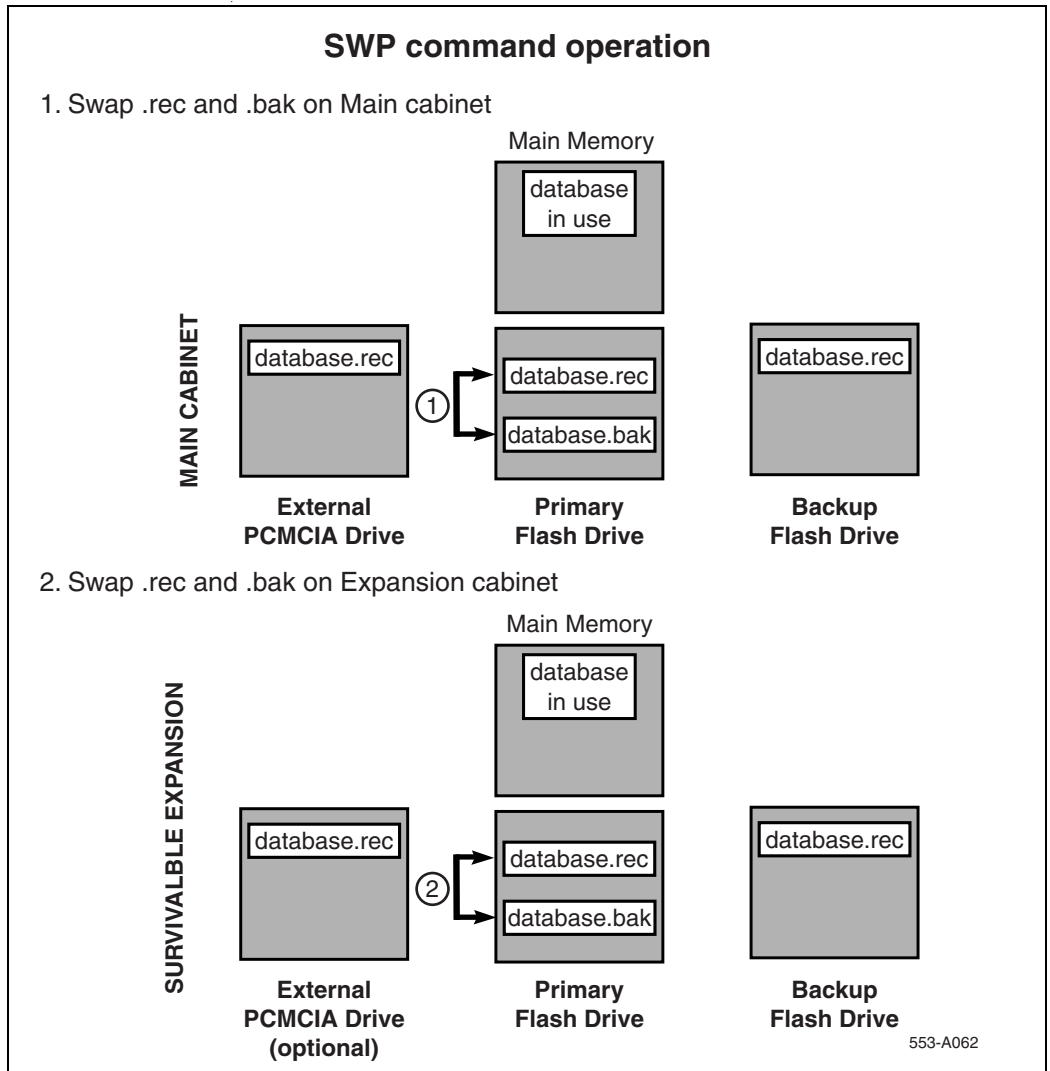 SWP command operation
1. Swap .rec and .bak on Main cabinet
Main Memory
database
in use
MAIN CABINET
database.rec
1
database.rec
database.bak
database.rec
External
PCMCIA Drive
Primary
Flash Drive
Backup
Flash Drive
2. Swap .rec and .bak on Expansion cabinet
Main Memory
database
in use
SURVIVALBLE EXPANSION
database.rec
2
database.rec
database.bak
database.rec
External
PCMCIA Drive
(optional)
Primary
Flash Drive
Backup
Flash Drive
553-A062